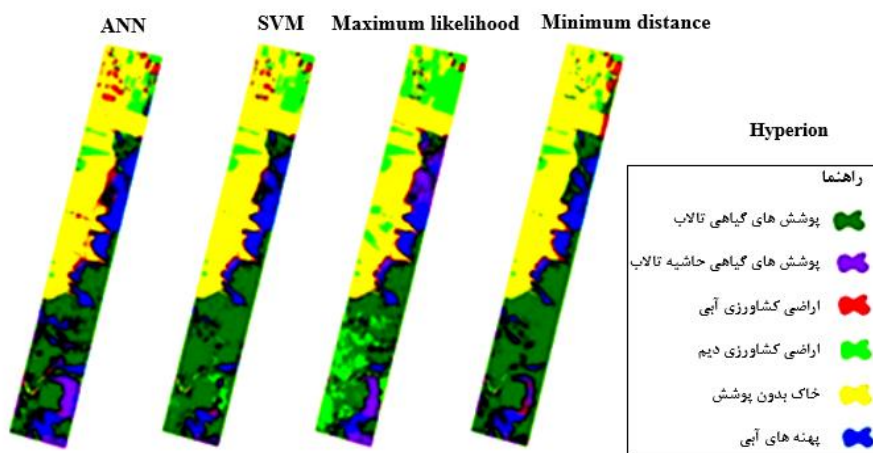 ANN
SVM
Maximum likelihood
Minimum distance
Hyperion
راهنما
پوشش های گیاهی تالاب
پوشش های گیاهی حاشیه تالاب
اراضی کشاورزی آبی
اراضی کشاورزی دیم
خاک بدون پوشش
پهنه های آبی